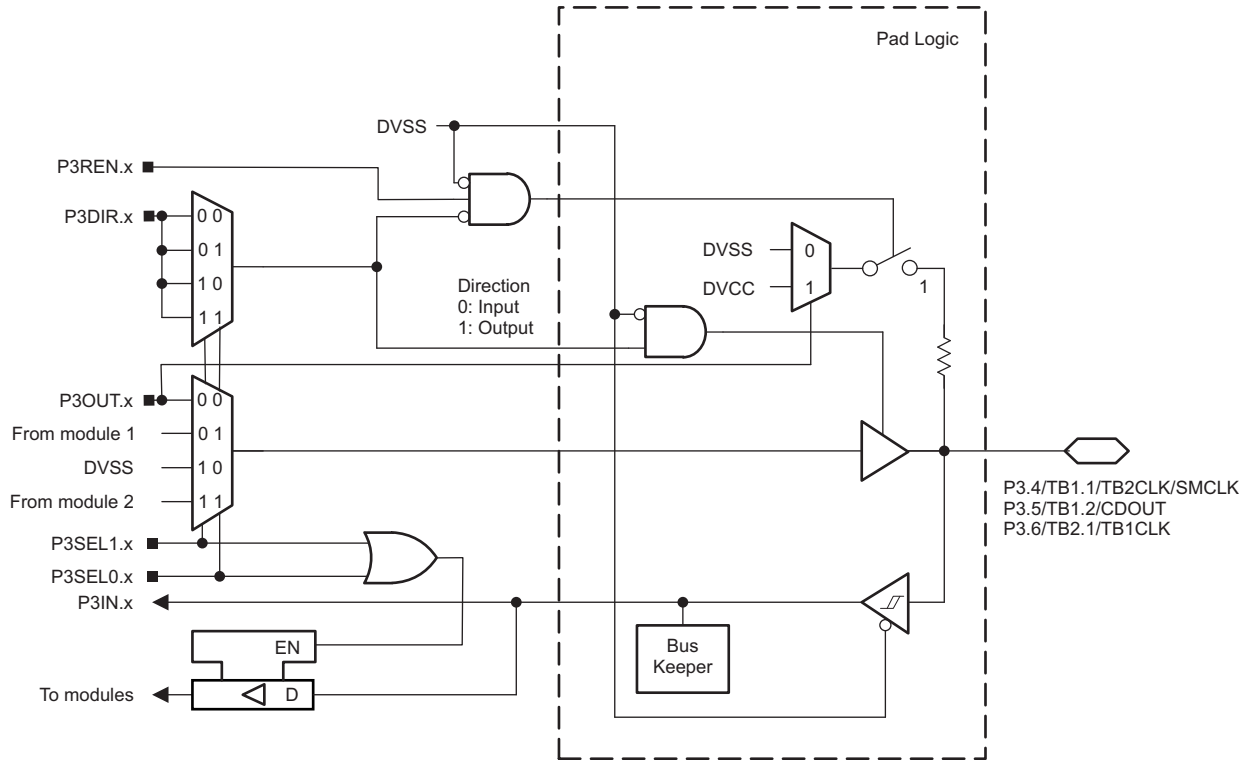 Pad Logic
DVSS
P3REN.x
P3DIR.x
0 0
0 1
1 0
1 1
Direction
0: Input
1: Output
DVSS
0
DVCC
1
1
P3OUT.x
0 0
From module 1
0 1
DVSS
1 0
From module 2
1 1
P3.4/TB1.1/TB2CLK/SMCLK
P3.5/TB1.2/CDOUT
P3.6/TB2.1/TB1CLK
P3SEL1.x
P3SEL0.x
P3IN.x
Bus
Keeper
EN
To modules
D